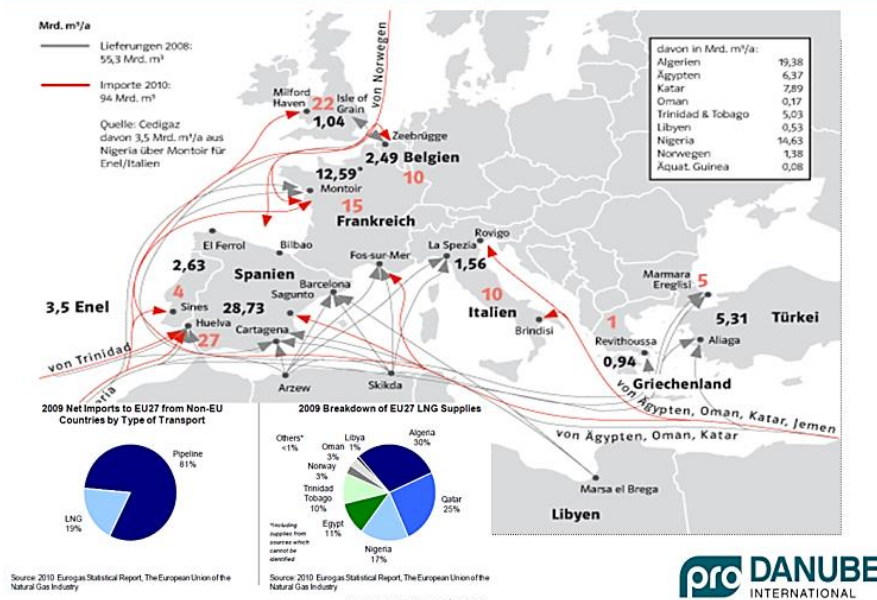 Mrd. m³/a
Lieferungen 2008:
55,3 Mrd. m³
Importe 2010:
94 Mrd. m³
Quelle: Cedigaz
davon 3,5 Mrd. m³/a aus
Nigeria über Montoir für
Enel/Italien
von Norwegen
davon in Mrd. m³/a:
Algerien 19,38
Ägypten 6,37
Katar 7,89
Oman 0,17
Trinidad & Tobago 5,03
Libyen 0,53
Nigeria 14,63
Norwegen 1,38
Äquat. Guinea 0,08
Milford
Haven
22
Isle of
Grain
1,04
Zeebrügge
2,49 Belgien
10
12,59
Montoir
15
Frankreich
El Ferrol
Bilbao
Fos-sur-Mer
La Spezia
Rovigo
1,56
2,63
Spanien
Barcelona
Marmara
Ereglisi
5
3,5 Enel
4
Sines
28,73
Sagunto
10
Italien
5,31
Türkei
Huelva
27
Cartagena
Brindisi
1
Revithoussa
0,94
Aliaga
Griechenland
von Trinidad
Arzew
Skikda
von Ägypten, Oman, Katar, Jemen
von Ägypten, Oman, Katar
Marsa el Brega
Libyen
2009 Net Imports to EU27 from Non-EU
Countries by Type of Transport
Pipeline
81%
LNG
19%
Source: 2010 Eurogas Statistical Report, The European Union of the
Natural Gas Industry
2009 Breakdown of EU27 LNG Supplies
Others*
<1%
Libya
1%
Algeria
30%
Oman
3%
Norway
3%
Trinidad
Tobago
10%
Qatar
25%
Egypt
11%
Nigeria
17%
*Including
supplies from
sources which
cannot be
identified
Source: 2010 Eurogas Statistical Report, The European Union of the
Natural Gas Industry
pro DANUBE
INTERNATIONAL